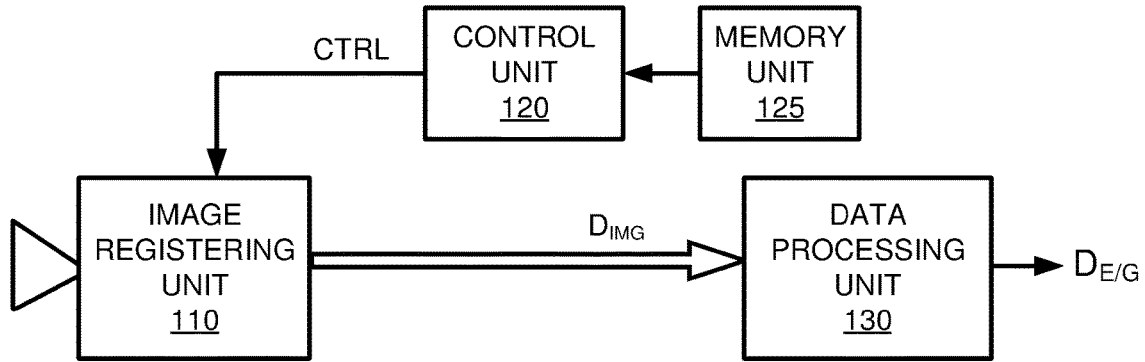 CTRL
CONTROL
UNIT
120
MEMORY
UNIT
125
IMAGE
REGISTERING
UNIT
110
DIMG
DATA
PROCESSING
UNIT
130
DE/G